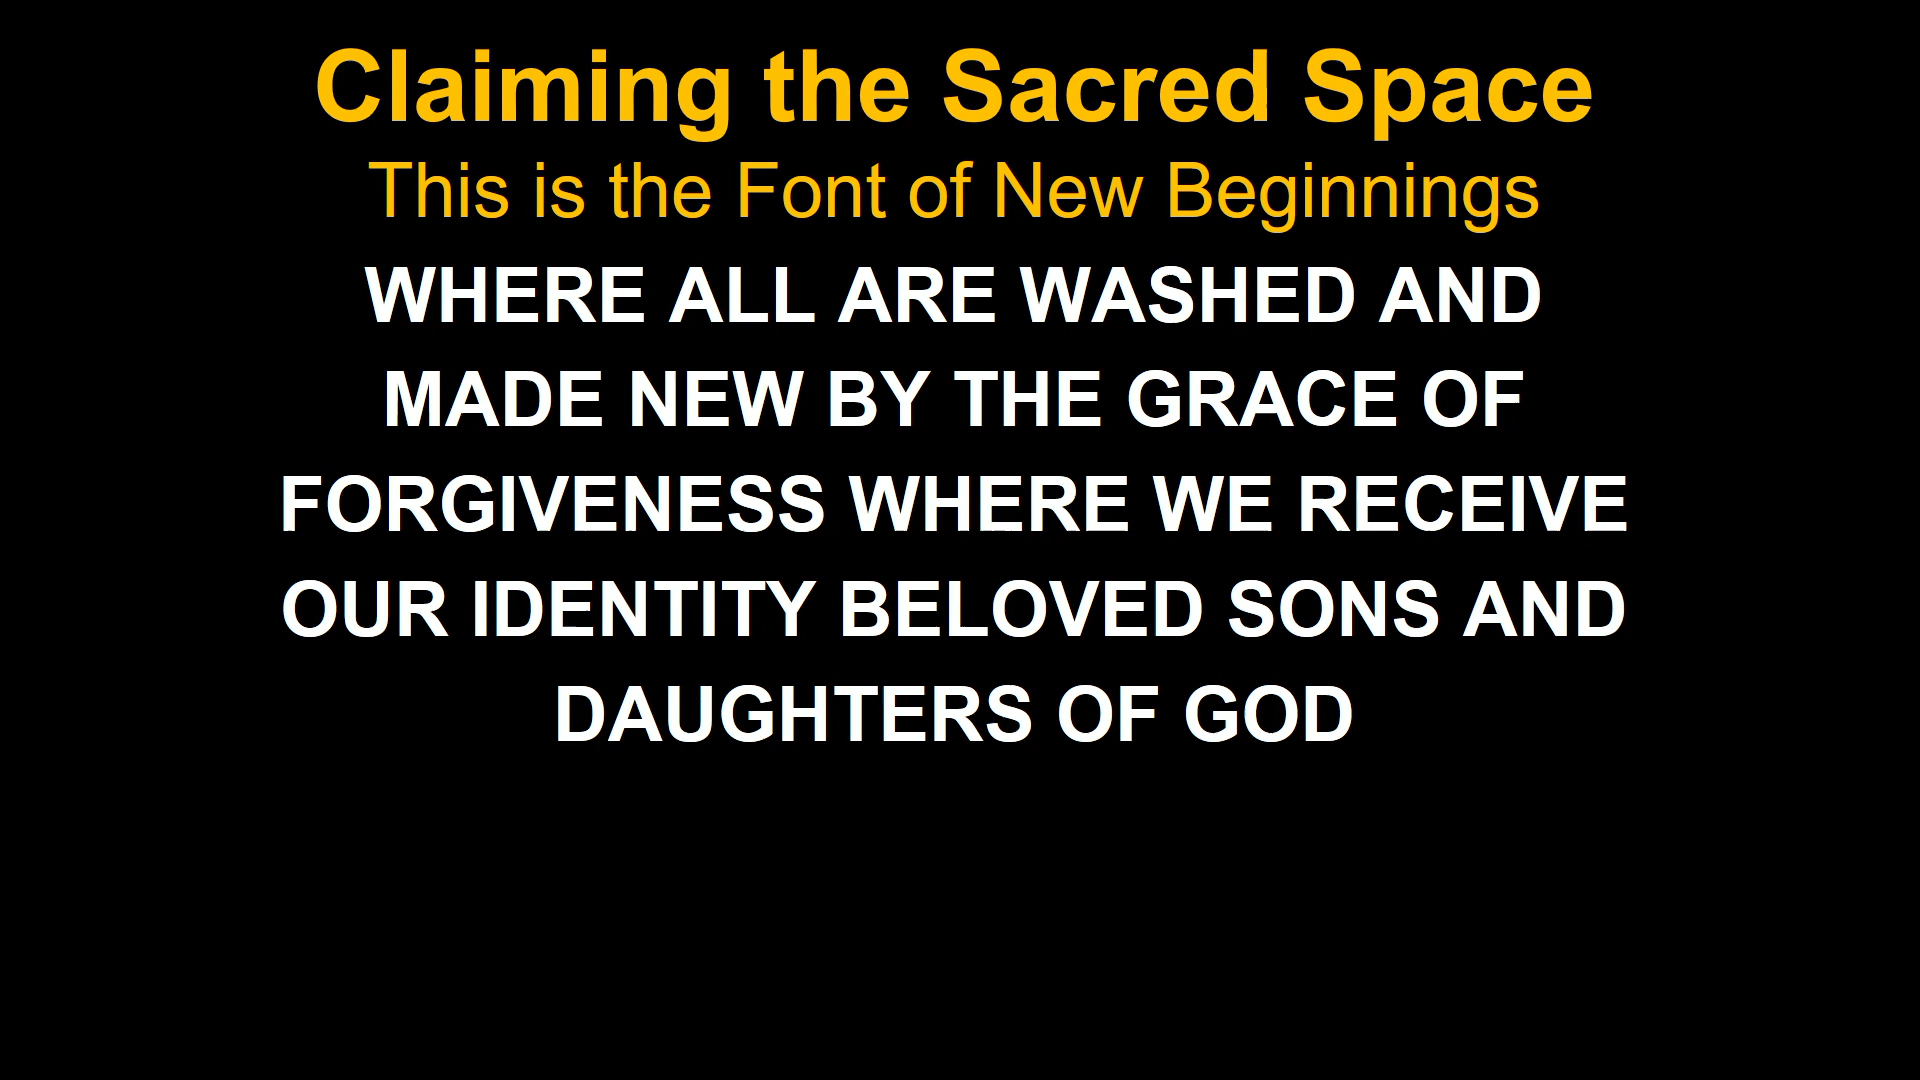 Claiming the Sacred Space
This is the Font of New Beginnings
WHERE ALL ARE WASHED AND
MADE NEW BY THE GRACE OF
FORGIVENESS WHERE WE RECEIVE
OUR IDENTITY BELOVED SONS AND
DAUGHTERS OF GOD